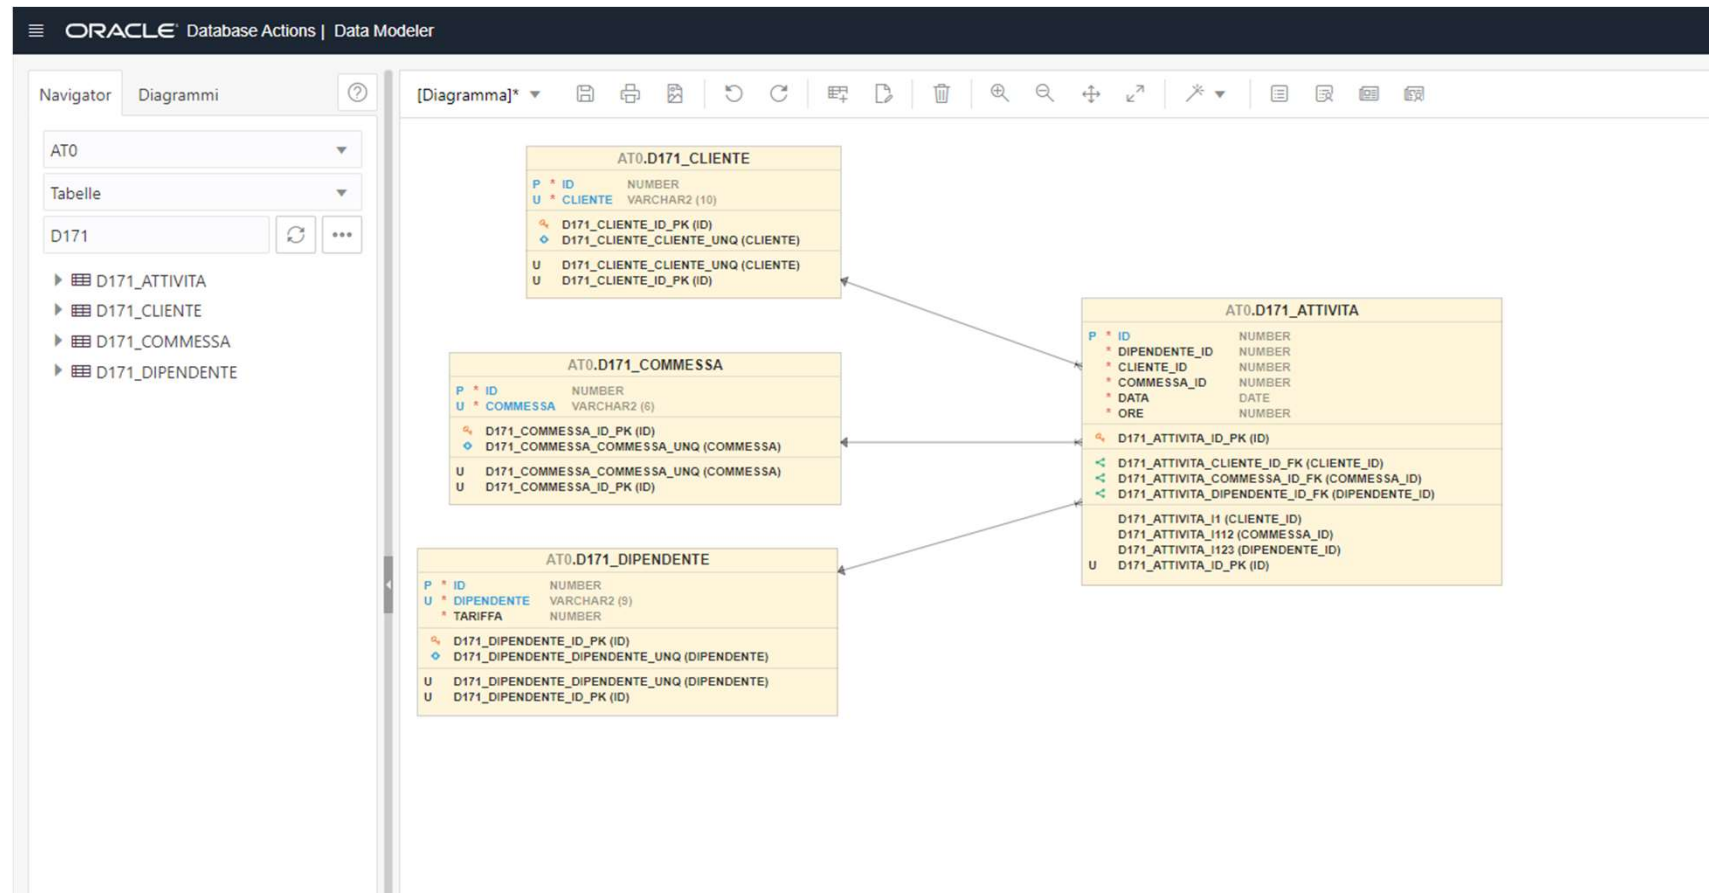 ORACLE Database Actions | Data Modeler
Navigator Diagrammi
[Diagramma]*
AT0
Tabelle
D171
D171_ATTIVITA
D171_CLIENTE
D171_COMMESSA
D171_DIPENDENTE
AT0.D171_CLIENTE
P * ID NUMBER
U * CLIENTE VARCHAR2 (10)
D171_CLIENTE_ID_PK (ID)
D171_CLIENTE_CLIENTE_UNQ (CLIENTE)
U D171_CLIENTE_CLIENTE_UNQ (CLIENTE)
U D171_CLIENTE_ID_PK (ID)
AT0.D171_COMMESSA
P * ID NUMBER
U * COMMESSA VARCHAR2 (6)
D171_COMMESSA_ID_PK (ID)
D171_COMMESSA_COMMESSA_UNQ (COMMESSA)
U D171_COMMESSA_COMMESSA_UNQ (COMMESSA)
U D171_COMMESSA_ID_PK (ID)
AT0.D171_DIPENDENTE
P * ID NUMBER
U * DIPENDENTE VARCHAR2 (9)
* TARIFFA NUMBER
D171_DIPENDENTE_ID_PK (ID)
D171_DIPENDENTE_DIPENDENTE_UNQ (DIPENDENTE)
U D171_DIPENDENTE_DIPENDENTE_UNQ (DIPENDENTE)
U D171_DIPENDENTE_ID_PK (ID)
AT0.D171_ATTIVITA
P * ID NUMBER
* DIPENDENTE_ID NUMBER
* CLIENTE_ID NUMBER
* COMMESSA_ID NUMBER
* DATA DATE
* ORE NUMBER
D171_ATTIVITA_ID_PK (ID)
D171_ATTIVITA_CLIENTE_ID_FK (CLIENTE_ID)
D171_ATTIVITA_COMMESSA_ID_FK (COMMESSA_ID)
D171_ATTIVITA_DIPENDENTE_ID_FK (DIPENDENTE_ID)
D171_ATTIVITA_I1 (CLIENTE_ID)
D171_ATTIVITA_I112 (COMMESSA_ID)
D171_ATTIVITA_I123 (DIPENDENTE_ID)
U D171_ATTIVITA_ID_PK (ID)